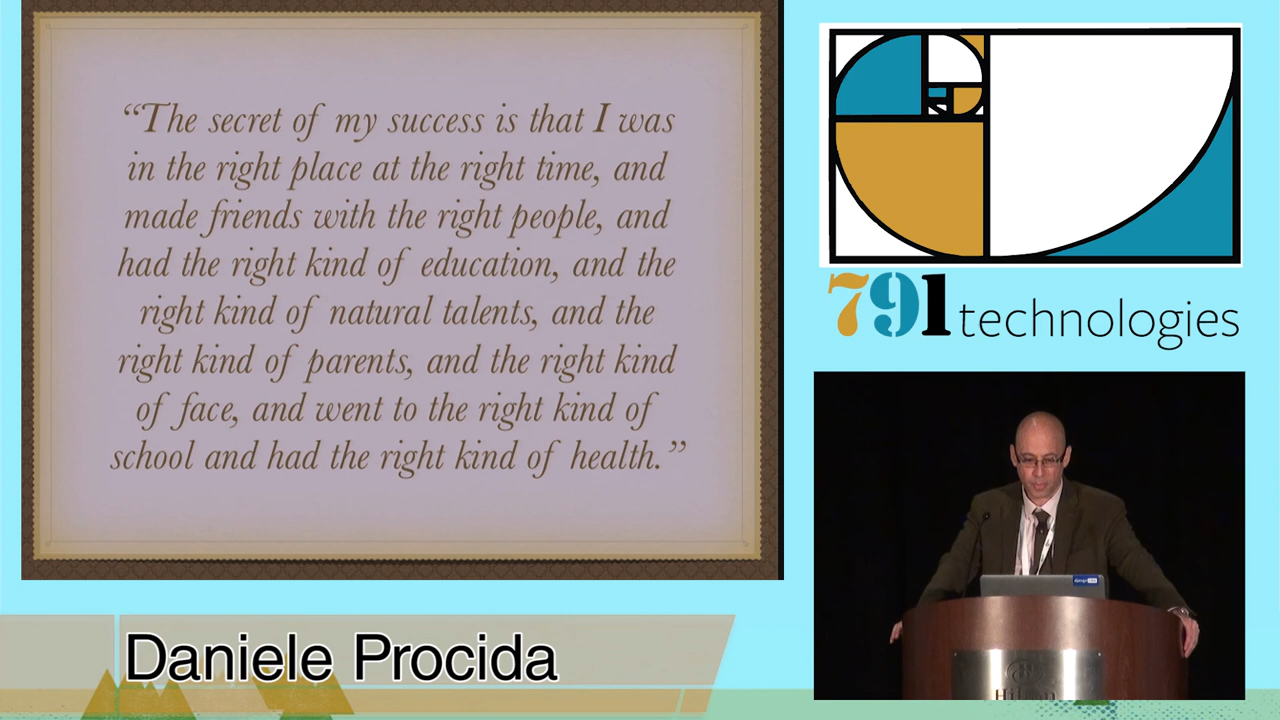 “The secret of my success is that I was
in the right place at the right time, and
made friends with the right people, and
had the right kind of education, and the
right kind of natural talents, and the
right kind of parents, and the right kind
of face, and went to the right kind of
school and had the right kind of health.”
791 technologies
django
Hilton
Daniele Procida